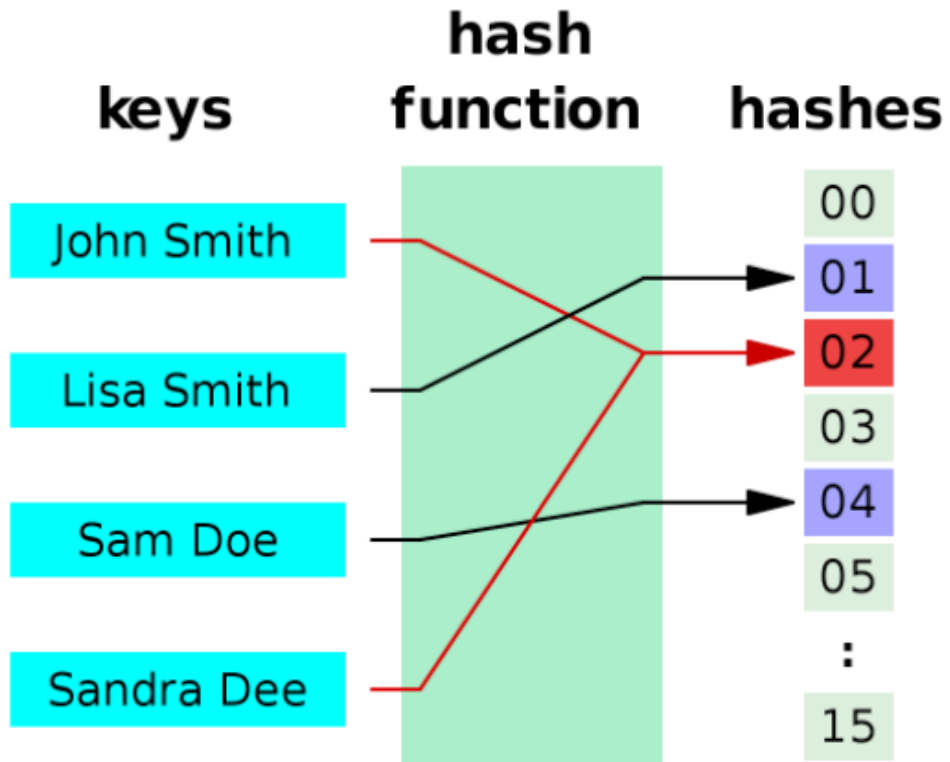 keys
hash
function
hashes
John Smith
Lisa Smith
Sam Doe
Sandra Dee
00
01
02
03
04
05
:
15